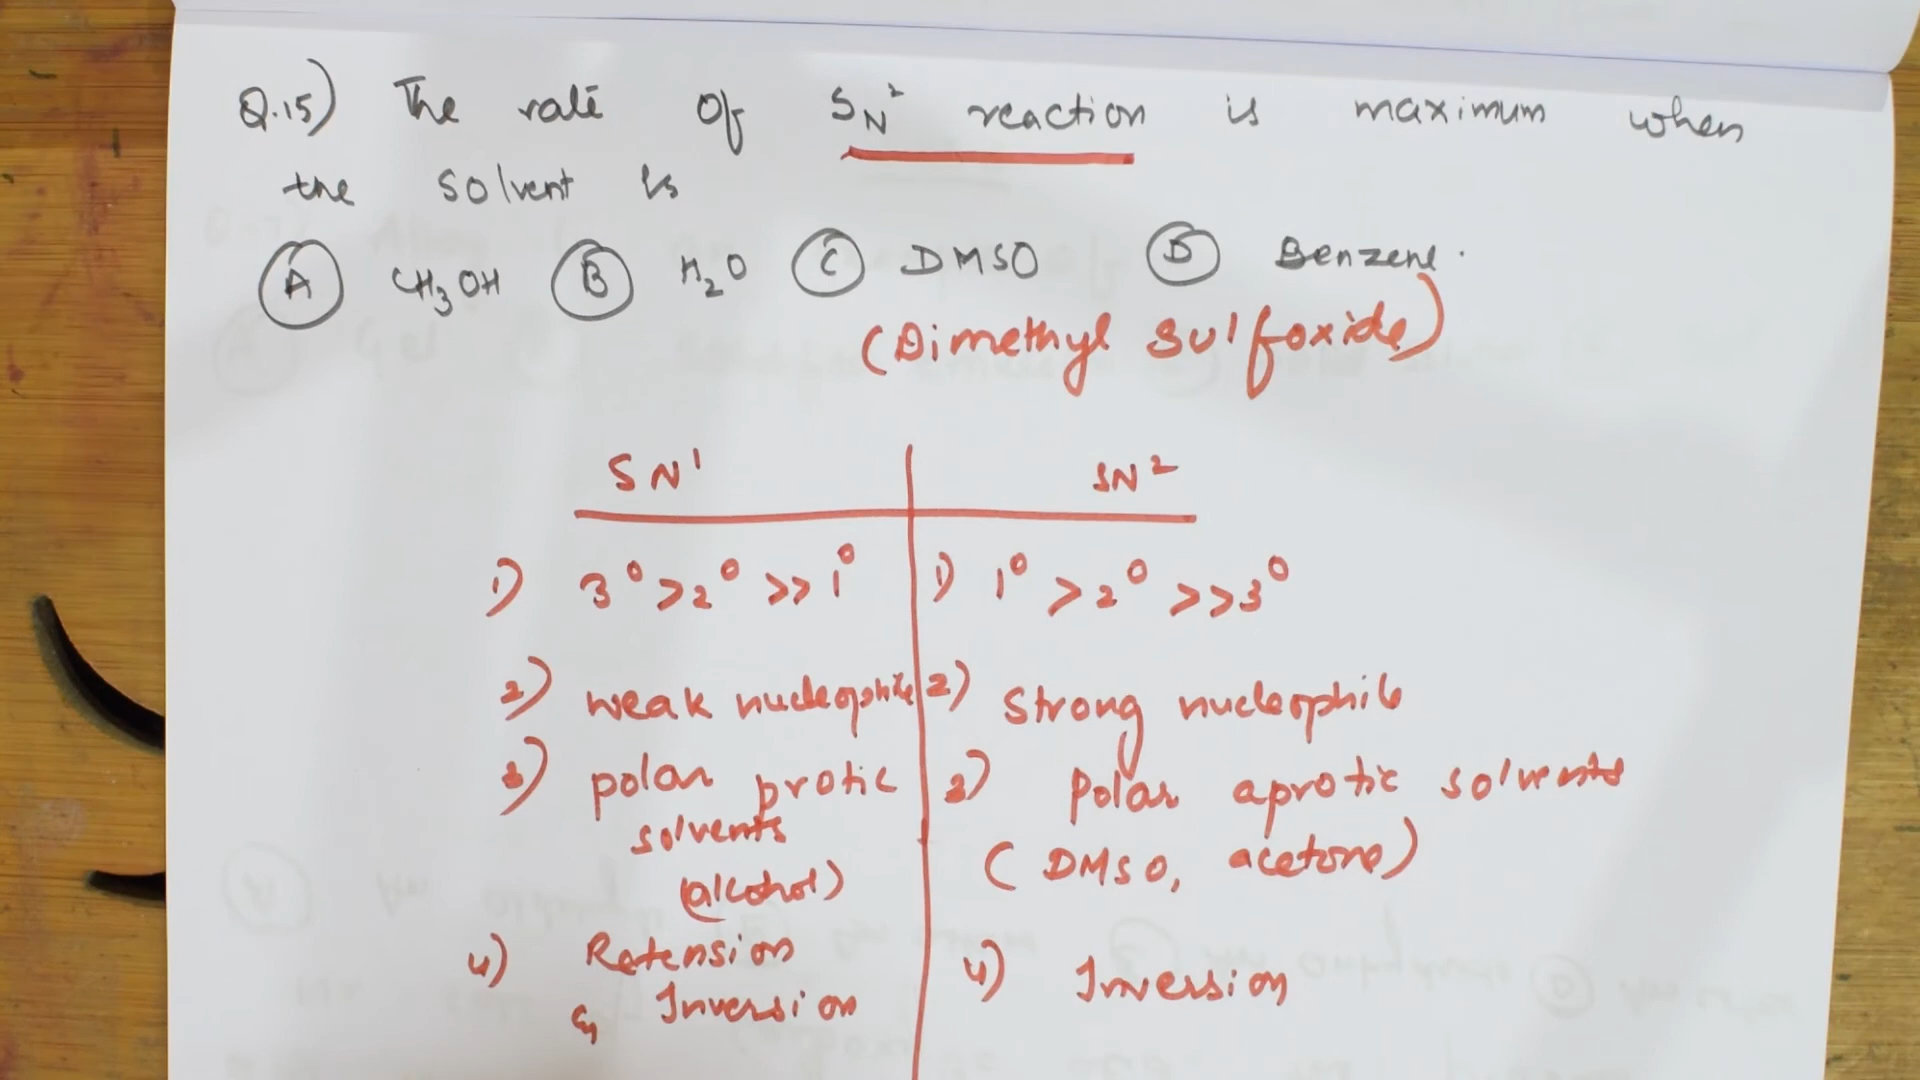 Q.15) The rate of SN² reaction is maximum when
the solvent is
(A) CH₃OH (B) H₂O (C) DMSO (D) Benzene.
(Dimethyl sulfoxide)
SN¹ SN²
1) 3° > 2° >> 1° 1) 1° > 2° >> 3°
2) weak nucleophile 2) Strong nucleophile
3) polar protic 3) Polar aprotic solvents
solvents (DMSO, acetone)
(alcohol)
4) Retension 4) Inversion
& Inversion